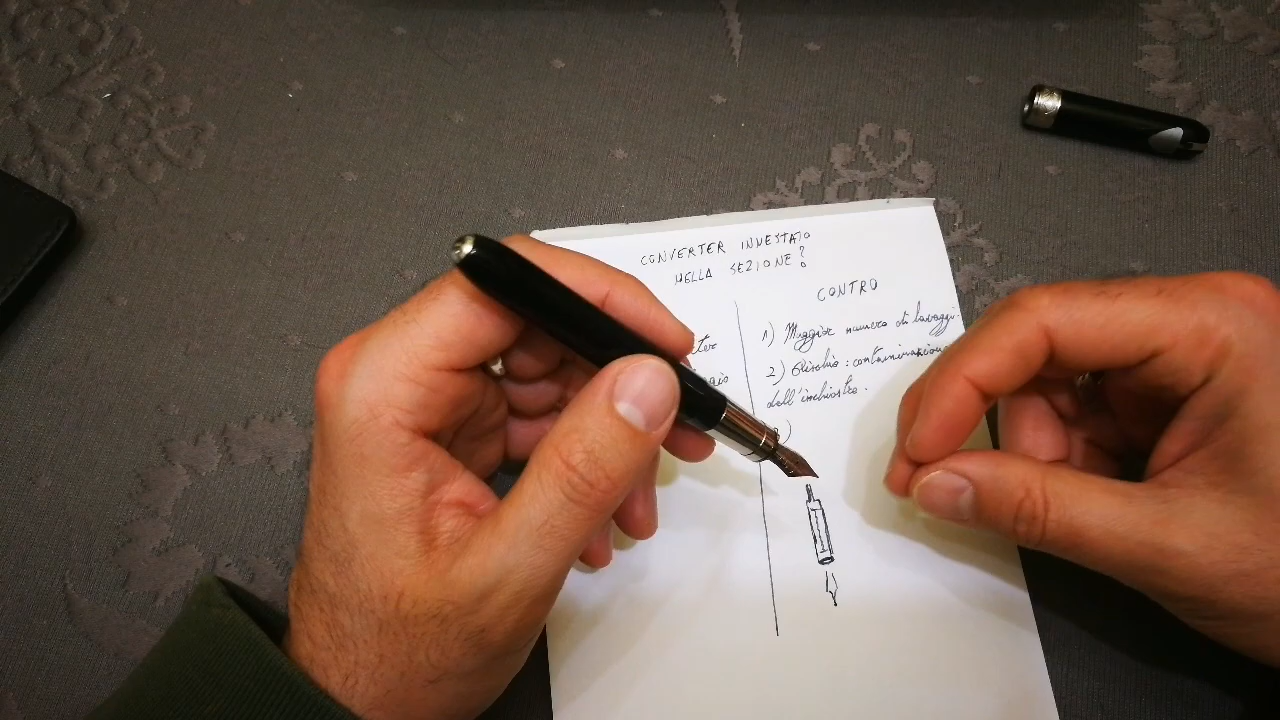 CONVERTER INNESTATO
NELLA SEZIONE?
CONTRO
1) Maggior numero di lavaggi.
2) Rischio: contaminazione
dell'inchiostro.